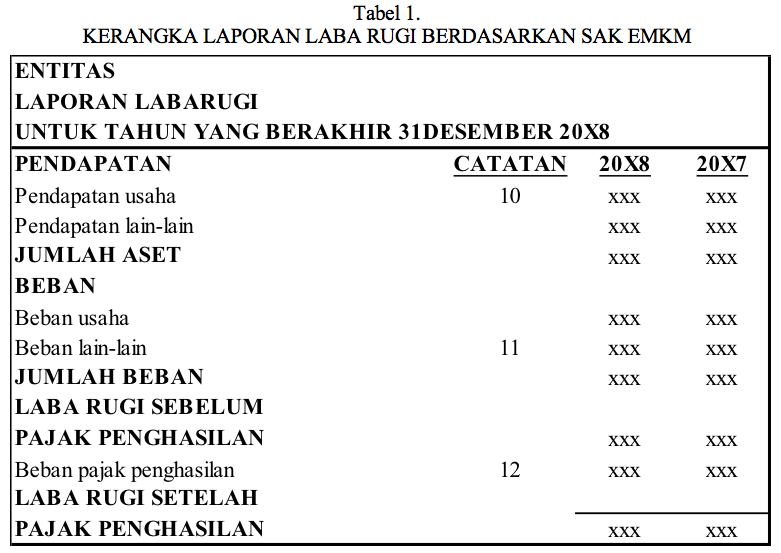 Tabel 1.
KERANGKA LAPORAN LABA RUGI BERDASARKAN SAK EMKM
ENTITAS
LAPORAN LABARUGI
UNTUK TAHUN YANG BERAKHIR 31DESEMBER 20X8
PENDAPATAN CATATAN 20X8 20X7
Pendapatan usaha 10 xxx xxx
Pendapatan lain-lain xxx xxx
JUMLAH ASET xxx xxx
BEBAN
Beban usaha xxx xxx
Beban lain-lain 11 xxx xxx
JUMLAH BEBAN xxx xxx
LABA RUGI SEBELUM
PAJAK PENGHASILAN xxx xxx
Beban pajak penghasilan 12 xxx xxx
LABA RUGI SETELAH
PAJAK PENGHASILAN xxx xxx